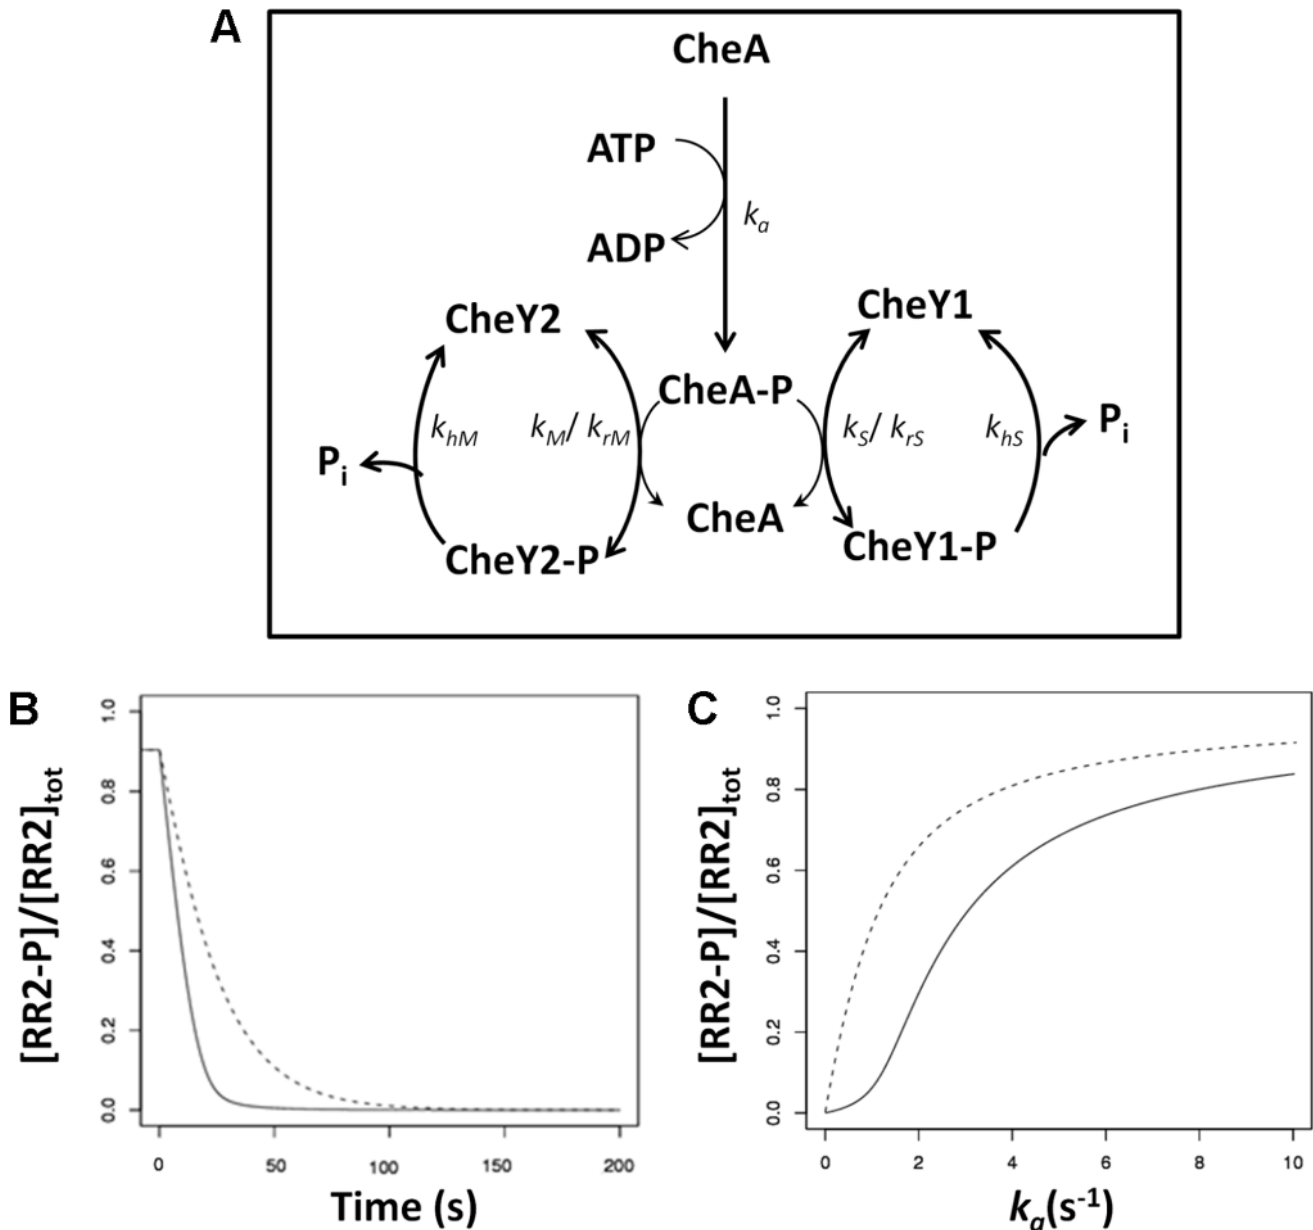 A
CheA
ATP
k_a
ADP
CheY2
CheY1
CheA-P
k_hM
k_M/ k_rM
k_S/ k_rS
k_hS
P_i
P_i
CheA
CheY2-P
CheY1-P
B
[RR2-P]/[RR2]_tot
1.0
0.8
0.6
0.4
0.2
0.0
0 50 100 150 200
Time (s)
C
[RR2-P]/[RR2]_tot
1.0
0.8
0.6
0.4
0.2
0.0
0 2 4 6 8 10
k_a(s⁻¹)